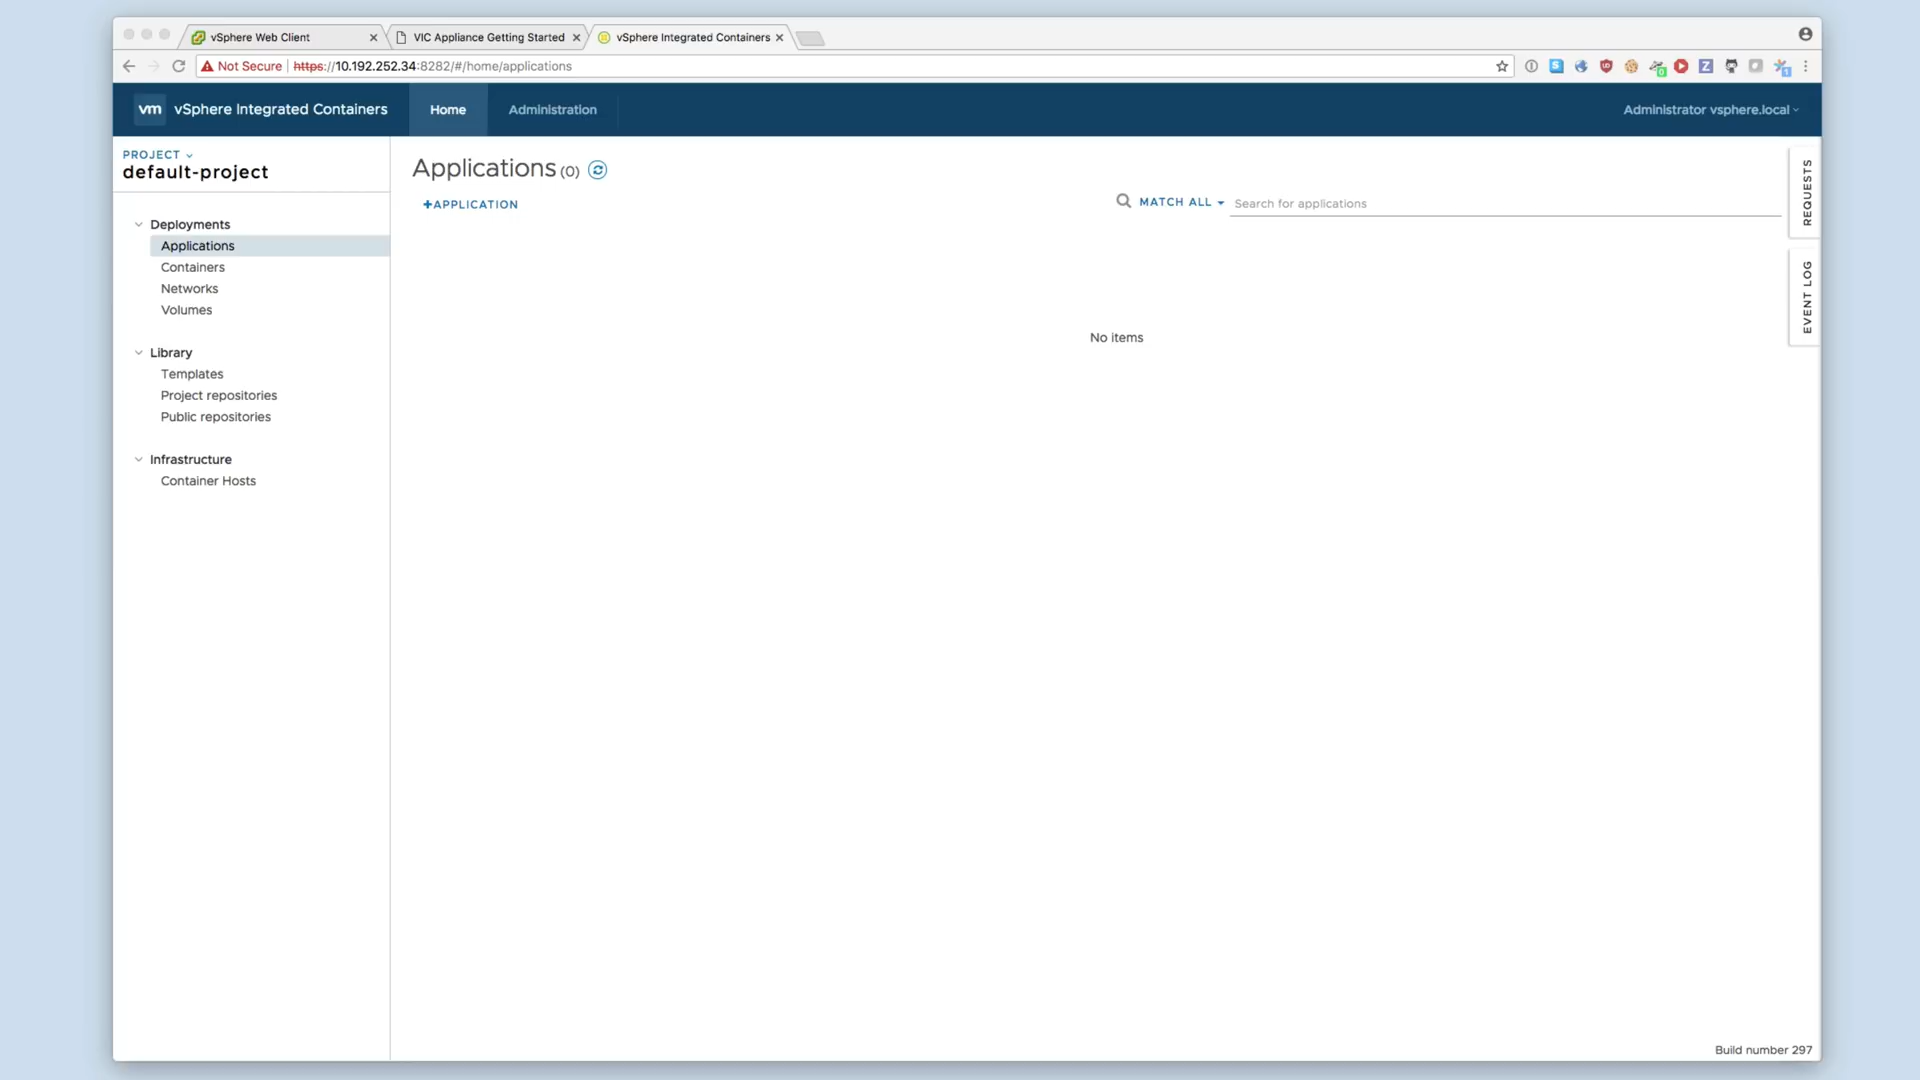 vSphere Web Client
VIC Appliance Getting Started
vSphere Integrated Containers
Not Secure
https://10.192.252.34:8282/#/home/applications
vm vSphere Integrated Containers
Home
Administration
Administrator vsphere.local
PROJECT
default-project
Deployments
Applications
Containers
Networks
Volumes
Library
Templates
Project repositories
Public repositories
Infrastructure
Container Hosts
Applications (0)
+APPLICATION
MATCH ALL
Search for applications
No items
REQUESTS
EVENT LOG
Build number 297